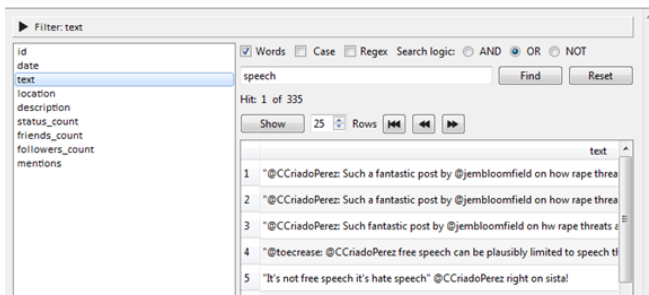 Filter: text
id
date
text
location
description
status_count
friends_count
followers_count
mentions
Words Case Regex Search logic: AND OR NOT
speech Find Reset
Hit: 1 of 335
Show 25 Rows
text
1 "@CCriadoPerez: Such a fantastic post by @jembloomfield on how rape threa
2 "@CCriadoPerez: Such a fantastic post by @jembloomfield on how rape threa
3 "@CCriadoPerez: Such fantastic post by @jembloomfield on hw rape threats a
4 "@toecrease: @CCriadoPerez free speech can be plausibly limited to speech th
5 "It's not free speech it's hate speech" @CCriadoPerez right on sista!